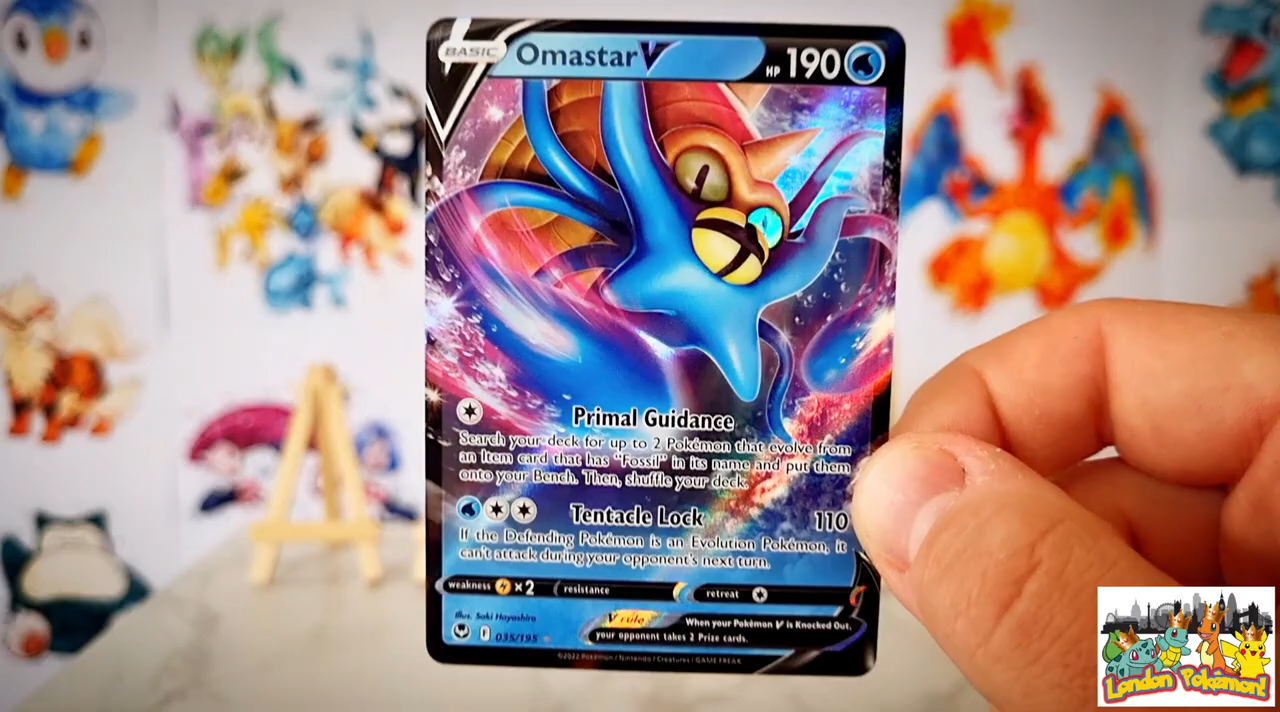 BASIC
Omastar V
HP 190
Primal Guidance
Search your deck for up to 2 Pokémon that evolve from
an Item card that has "Fossil" in its name and put them
onto your Bench. Then, shuffle your deck.
Tentacle Lock 110
If the Defending Pokémon is an Evolution Pokémon, it
can't attack during your opponent's next turn.
weakness ×2 resistance retreat
Illus. Saki Hayashiro
F 035/195
V rule When your Pokémon V is Knocked Out,
your opponent takes 2 Prize cards.
©2022 Pokémon / Nintendo / Creatures / GAME FREAK
London Pokémon!